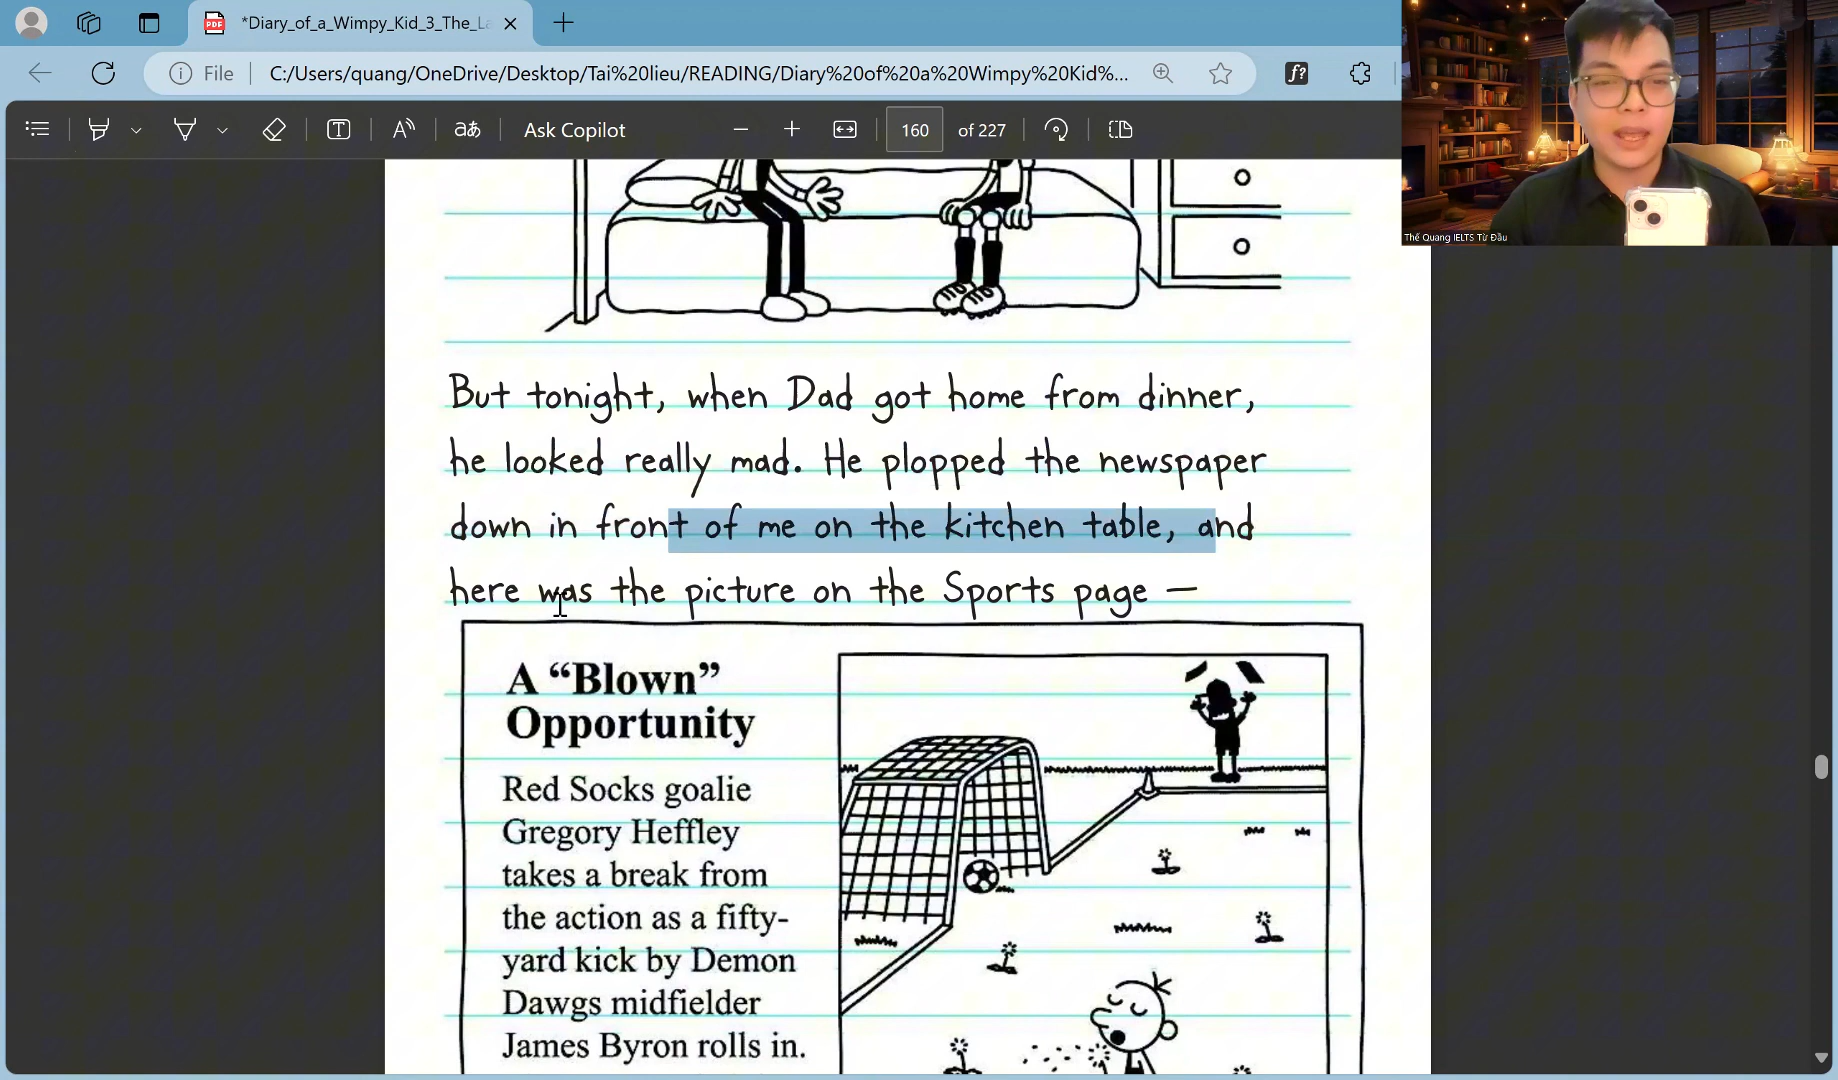 *Diary_of_a_Wimpy_Kid_3_The_La
File
C:/Users/quang/OneDrive/Desktop/Tai%20lieu/READING/Diary%20of%20a%20Wimpy%20Kid%...
f?
Thế Quang IELTS Từ Đầu
aあ
Ask Copilot
160 of 227
But tonight, when Dad got home from dinner,
he looked really mad. He plopped the newspaper
down in front of me on the kitchen table, and
here was the picture on the Sports page —
A “Blown”
Opportunity
Red Socks goalie
Gregory Heffley
takes a break from
the action as a fifty-
yard kick by Demon
Dawgs midfielder
James Byron rolls in.